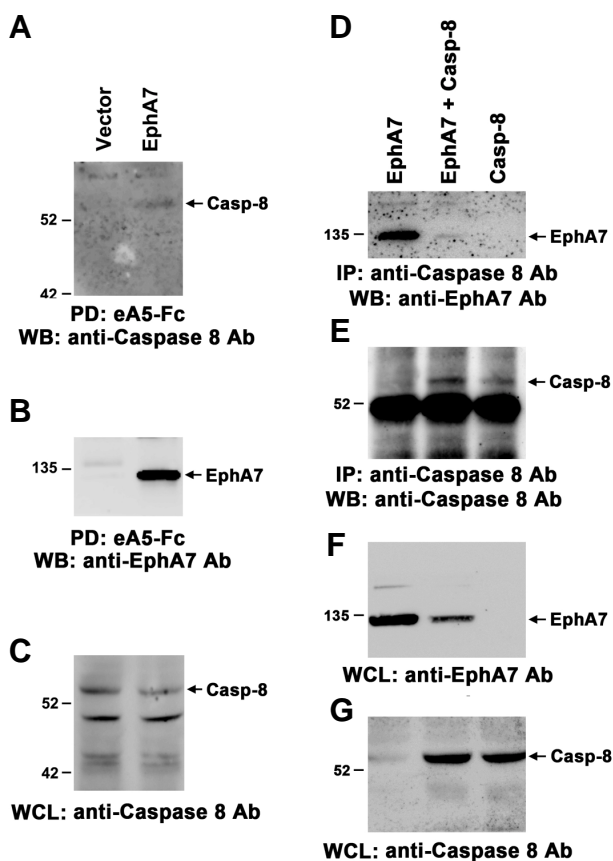 A
Vector
EphA7
52
42
← Casp-8
PD: eA5-Fc
WB: anti-Caspase 8 Ab
B
135
← EphA7
PD: eA5-Fc
WB: anti-EphA7 Ab
C
52
42
← Casp-8
WCL: anti-Caspase 8 Ab
D
EphA7
EphA7 + Casp-8
Casp-8
135
← EphA7
IP: anti-Caspase 8 Ab
WB: anti-EphA7 Ab
E
52
← Casp-8
IP: anti-Caspase 8 Ab
WB: anti-Caspase 8 Ab
F
135
← EphA7
WCL: anti-EphA7 Ab
G
52
← Casp-8
WCL: anti-Caspase 8 Ab